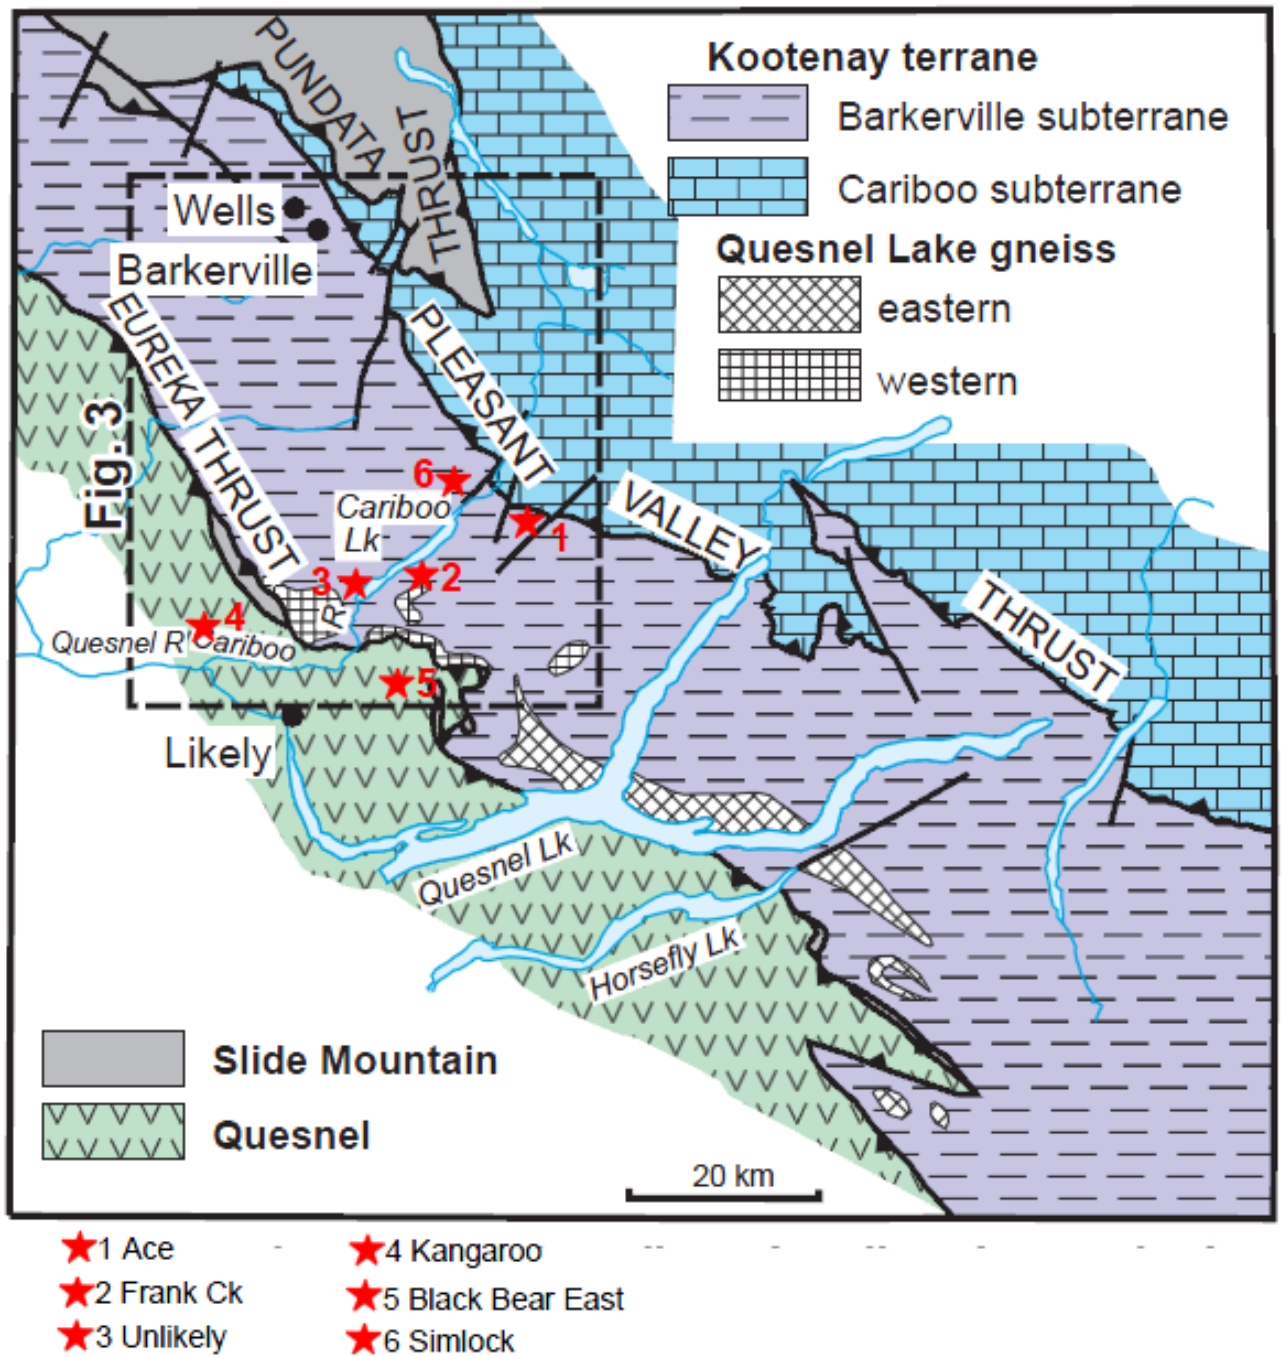 Kootenay terrane
Barkerville subterrane
Cariboo subterrane
Quesnel Lake gneiss
eastern
western
PUNDATA
THRUST
Wells
Barkerville
EUREKA THRUST
PLEASANT
VALLEY
THRUST
Fig. 3
6
Cariboo
Lk
1
3
2
R
4
Quesnel R
Cariboo
5
Likely
Quesnel Lk
Horsefly Lk
Slide Mountain
Quesnel
20 km
1 Ace
2 Frank Ck
3 Unlikely
4 Kangaroo
5 Black Bear East
6 Simlock